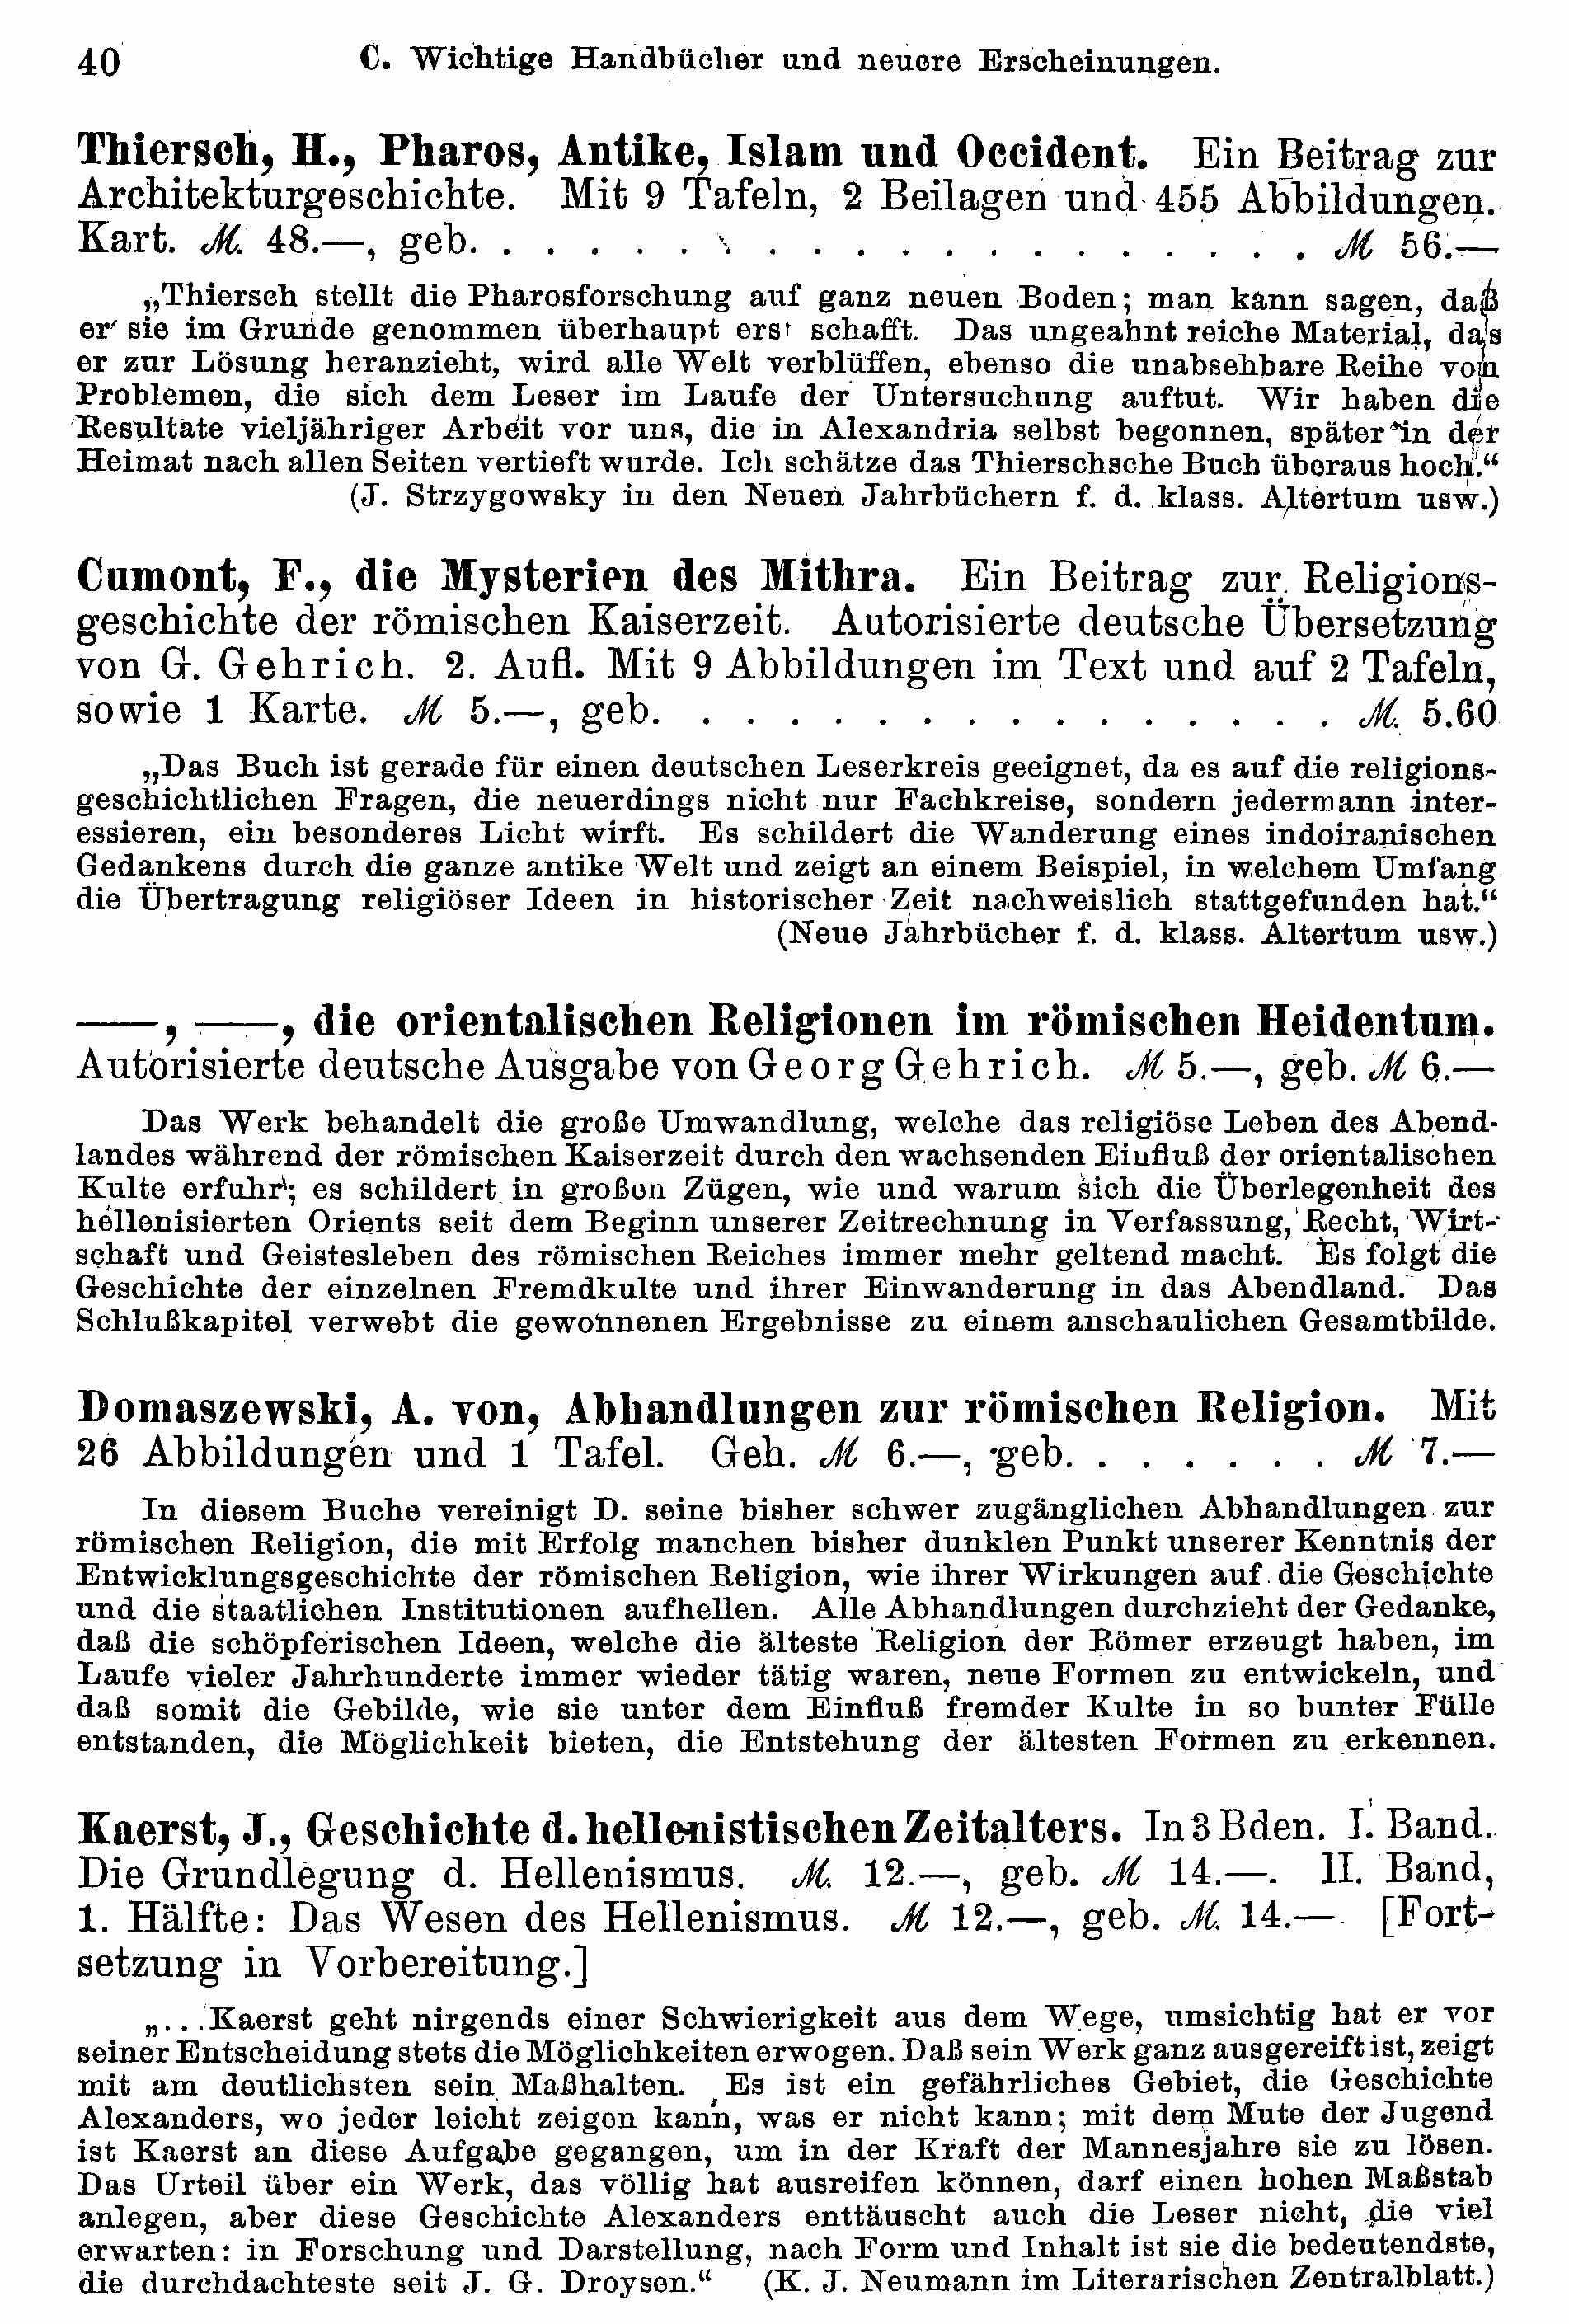 40 C. Wichtige Handbücher und neuere Erscheinungen.
Thiersch, H., Pharos, Antike, Islam und Occident. Ein Beitrag zur
Architekturgeschichte. Mit 9 Tafeln, 2 Beilagen und 455 Abbildungen.
Kart. ℳ 48.—, geb. . . . . . . . . . . . . . . . . . . . ℳ 56.—
„Thiersch stellt die Pharosforschung auf ganz neuen Boden; man kann sagen, daß
er sie im Grunde genommen überhaupt erst schafft. Das ungeahnt reiche Material, das
er zur Lösung heranzieht, wird alle Welt verblüffen, ebenso die unabsehbare Reihe von
Problemen, die sich dem Leser im Laufe der Untersuchung auftut. Wir haben die
Resultate vieljähriger Arbeit vor uns, die in Alexandria selbst begonnen, später in der
Heimat nach allen Seiten vertieft wurde. Ich schätze das Thierschsche Buch überaus hoch.“
(J. Strzygowsky in den Neuen Jahrbüchern f. d. klass. Altertum usw.)
Cumont, F., die Mysterien des Mithra. Ein Beitrag zur Religions-
geschichte der römischen Kaiserzeit. Autorisierte deutsche Übersetzung
von G. Gehrich. 2. Aufl. Mit 9 Abbildungen im Text und auf 2 Tafeln,
sowie 1 Karte. ℳ 5.—, geb. . . . . . . . . . . . . . . . ℳ 5.60
„Das Buch ist gerade für einen deutschen Leserkreis geeignet, da es auf die religions-
geschichtlichen Fragen, die neuerdings nicht nur Fachkreise, sondern jedermann inter-
essieren, ein besonderes Licht wirft. Es schildert die Wanderung eines indoiranischen
Gedankens durch die ganze antike Welt und zeigt an einem Beispiel, in welchem Umfang
die Übertragung religiöser Ideen in historischer Zeit nachweislich stattgefunden hat.“
(Neue Jahrbücher f. d. klass. Altertum usw.)
——, ——, die orientalischen Religionen im römischen Heidentum.
Autorisierte deutsche Ausgabe von Georg Gehrich. ℳ 5.—, geb. ℳ 6.—
Das Werk behandelt die große Umwandlung, welche das religiöse Leben des Abend-
landes während der römischen Kaiserzeit durch den wachsenden Einfluß der orientalischen
Kulte erfuhr; es schildert in großen Zügen, wie und warum sich die Überlegenheit des
hellenisierten Orients seit dem Beginn unserer Zeitrechnung in Verfassung, Recht, Wirt-
schaft und Geistesleben des römischen Reiches immer mehr geltend macht. Es folgt die
Geschichte der einzelnen Fremdkulte und ihrer Einwanderung in das Abendland. Das
Schlußkapitel verwebt die gewonnenen Ergebnisse zu einem anschaulichen Gesamtbilde.
Domaszewski, A. von, Abhandlungen zur römischen Religion. Mit
26 Abbildungen und 1 Tafel. Geh. ℳ 6.—, geb. . . . . . . ℳ 7.—
In diesem Buche vereinigt D. seine bisher schwer zugänglichen Abhandlungen zur
römischen Religion, die mit Erfolg manchen bisher dunklen Punkt unserer Kenntnis der
Entwicklungsgeschichte der römischen Religion, wie ihrer Wirkungen auf die Geschichte
und die staatlichen Institutionen aufhellen. Alle Abhandlungen durchzieht der Gedanke,
daß die schöpferischen Ideen, welche die älteste Religion der Römer erzeugt haben, im
Laufe vieler Jahrhunderte immer wieder tätig waren, neue Formen zu entwickeln, und
daß somit die Gebilde, wie sie unter dem Einfluß fremder Kulte in so bunter Fülle
entstanden, die Möglichkeit bieten, die Entstehung der ältesten Formen zu erkennen.
Kaerst, J., Geschichte d. hellenistischen Zeitalters. In 3 Bden. I. Band.
Die Grundlegung d. Hellenismus. ℳ 12.—, geb. ℳ 14.—. II. Band,
1. Hälfte: Das Wesen des Hellenismus. ℳ 12.—, geb. ℳ 14.— [Fort-
setzung in Vorbereitung.]
„. . .Kaerst geht nirgends einer Schwierigkeit aus dem Wege, umsichtig hat er vor
seiner Entscheidung stets die Möglichkeiten erwogen. Daß sein Werk ganz ausgereift ist, zeigt
mit am deutlichsten sein Maßhalten. Es ist ein gefährliches Gebiet, die Geschichte
Alexanders, wo jeder leicht zeigen kann, was er nicht kann; mit dem Mute der Jugend
ist Kaerst an diese Aufgabe gegangen, um in der Kraft der Mannesjahre sie zu lösen.
Das Urteil über ein Werk, das völlig hat ausreifen können, darf einen hohen Maßstab
anlegen, aber diese Geschichte Alexanders enttäuscht auch die Leser nicht, die viel
erwarten: in Forschung und Darstellung, nach Form und Inhalt ist sie die bedeutendste,
die durchdachteste seit J. G. Droysen.“ (K. J. Neumann im Literarischen Zentralblatt.)